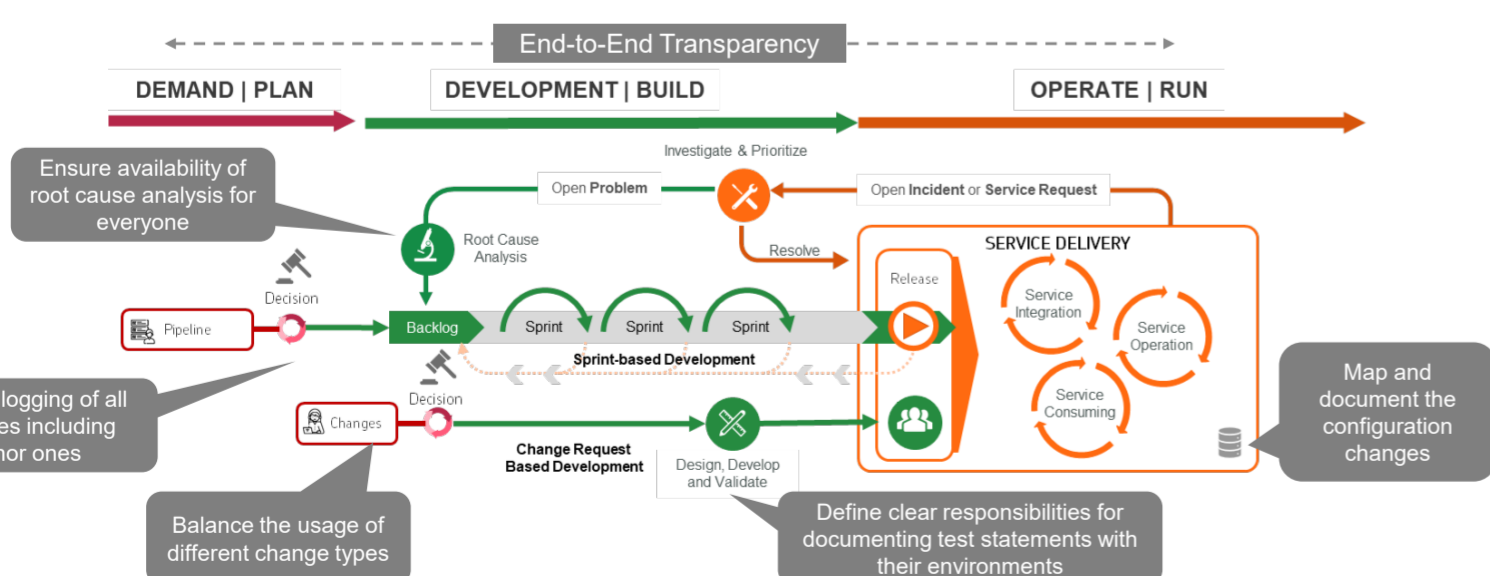 End-to-End Transparency
DEMAND | PLAN
DEVELOPMENT | BUILD
OPERATE | RUN
Ensure availability of
root cause analysis for
everyone
Investigate & Prioritize
Open Problem
Open Incident or Service Request
Root Cause
Analysis
Resolve
SERVICE DELIVERY
Release
Decision
Pipeline
Backlog
Sprint
Sprint
Sprint
Service
Integration
Service
Operation
Service
Consuming
Sprint-based Development
Decision
Changes
Change Request
Based Development
Design, Develop
and Validate
logging of all
es including
nor ones
Balance the usage of
different change types
Define clear responsibilities for
documenting test statements with
their environments
Map and
document the
configuration
changes